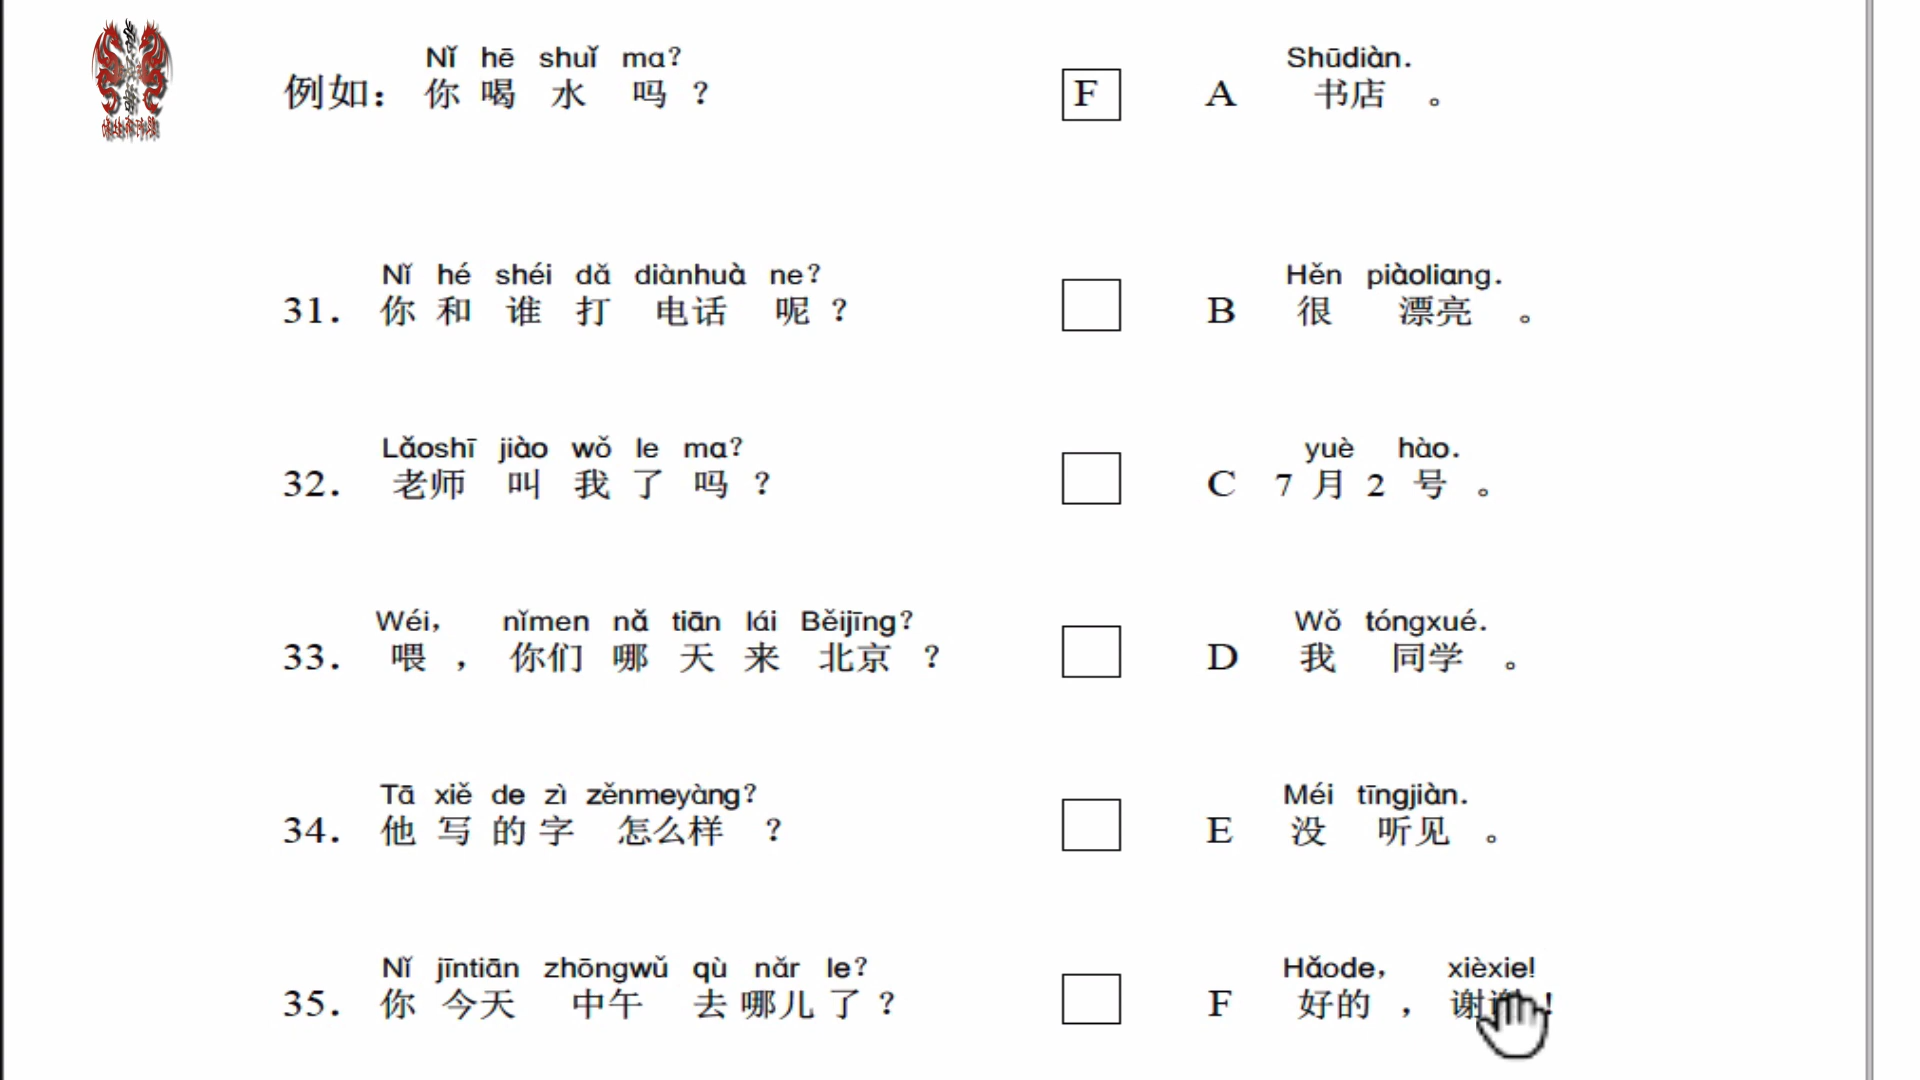 Nǐ hē shuǐ ma? Shūdiàn.
例如： 你 喝 水 吗 ？ F A 书店 。
Nǐ hé shéi dǎ diànhuà ne? Hěn piàoliang.
31． 你 和 谁 打 电话 呢 ？ B 很 漂亮 。
Lǎoshī jiào wǒ le ma? yuè hào.
32． 老师 叫 我 了 吗 ？ C 7 月 2 号 。
Wéi, nǐmen nǎ tiān lái Běijīng? Wǒ tóngxué.
33． 喂 ， 你们 哪 天 来 北京 ？ D 我 同学 。
Tā xiě de zì zěnmeyàng? Méi tīngjiàn.
34． 他 写 的 字 怎么样 ？ E 没 听见 。
Nǐ jīntiān zhōngwǔ qù nǎr le? Hǎode, xièxie!
35． 你 今天 中午 去 哪儿 了 ？ F 好的 ， 谢谢 ！